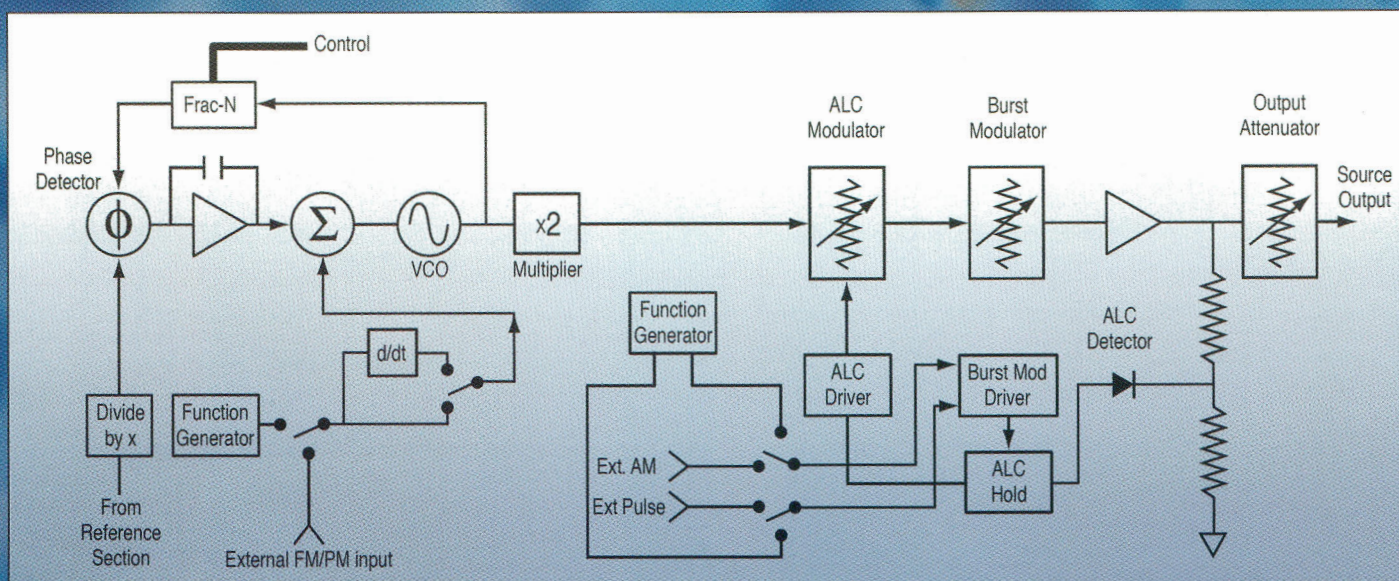 Control
Frac-N
ALC
Modulator
Burst
Modulator
Output
Attenuator
Phase
Detector
Source
Output
ϕ
Σ
VCO
x2
Multiplier
Function
Generator
ALC
Detector
d/dt
ALC
Driver
Burst Mod
Driver
Divide
by x
Function
Generator
Ext. AM
ALC
Hold
Ext Pulse
From
Reference
Section
External FM/PM input